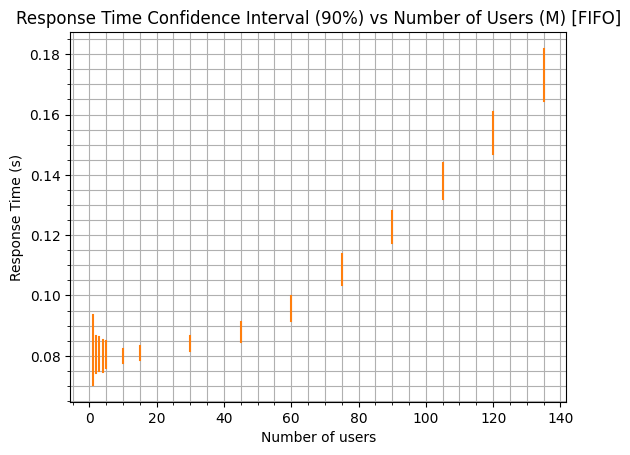 Response Time Confidence Interval (90%) vs Number of Users (M) [FIFO]
0.18
0.16
0.14
0.12
0.10
0.08
Response Time (s)
0 20 40 60 80 100 120 140
Number of users